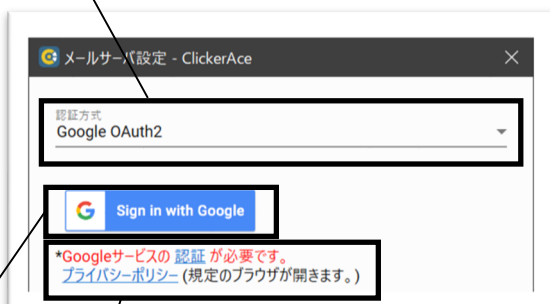 メールサーバ設定 - ClickerAce
認証方式
Google OAuth2
Sign in with Google
*Googleサービスの 認証 が必要です。
プライバシーポリシー (規定のブラウザが開きます。)